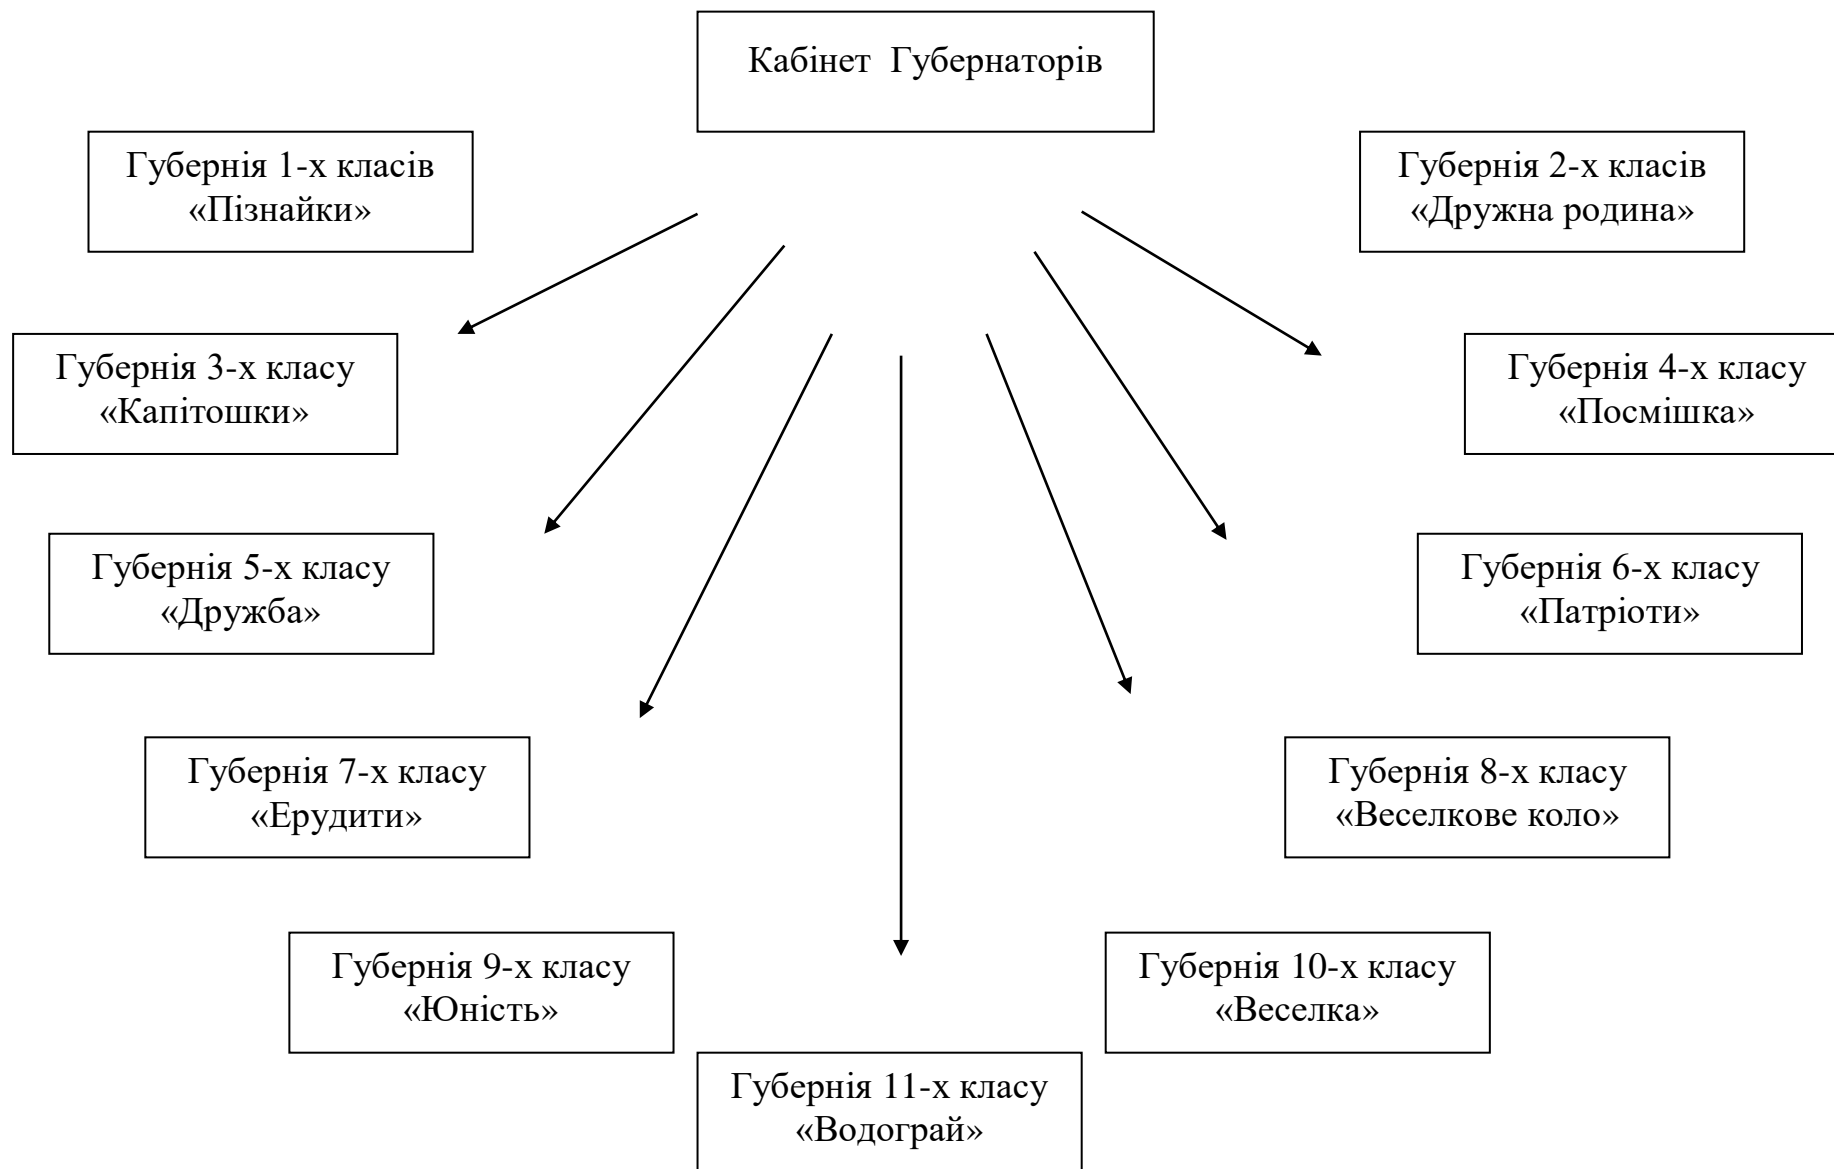 Кабінет Губернаторів
Губернія 1-х класів
«Пізнайки»
Губернія 2-х класів
«Дружна родина»
Губернія 3-х класу
«Капітошки»
Губернія 4-х класу
«Посмішка»
Губернія 5-х класу
«Дружба»
Губернія 6-х класу
«Патріоти»
Губернія 7-х класу
«Ерудити»
Губернія 8-х класу
«Веселкове коло»
Губернія 9-х класу
«Юність»
Губернія 10-х класу
«Веселка»
Губернія 11-х класу
«Водограй»